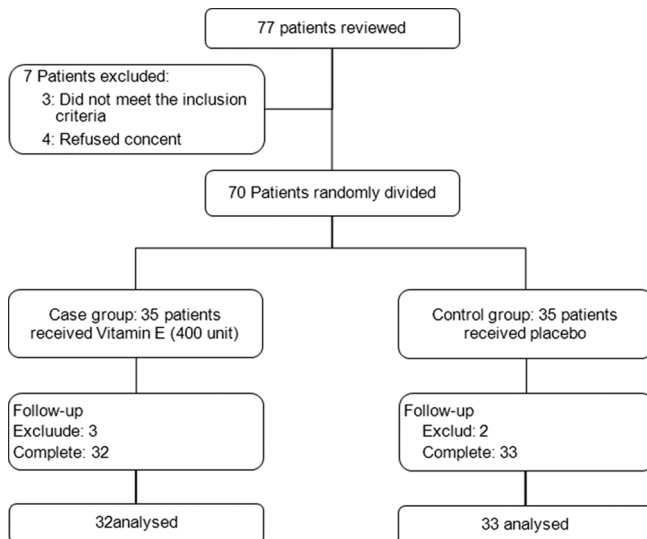 77 patients reviewed
7 Patients excluded:
3: Did not meet the inclusion
criteria
4: Refused concent
70 Patients randomly divided
Case group: 35 patients
received Vitamin E (400 unit)
Control group: 35 patients
received placebo
Follow-up
Excluude: 3
Complete: 32
Follow-up
Exclud: 2
Complete: 33
32analysed
33 analysed